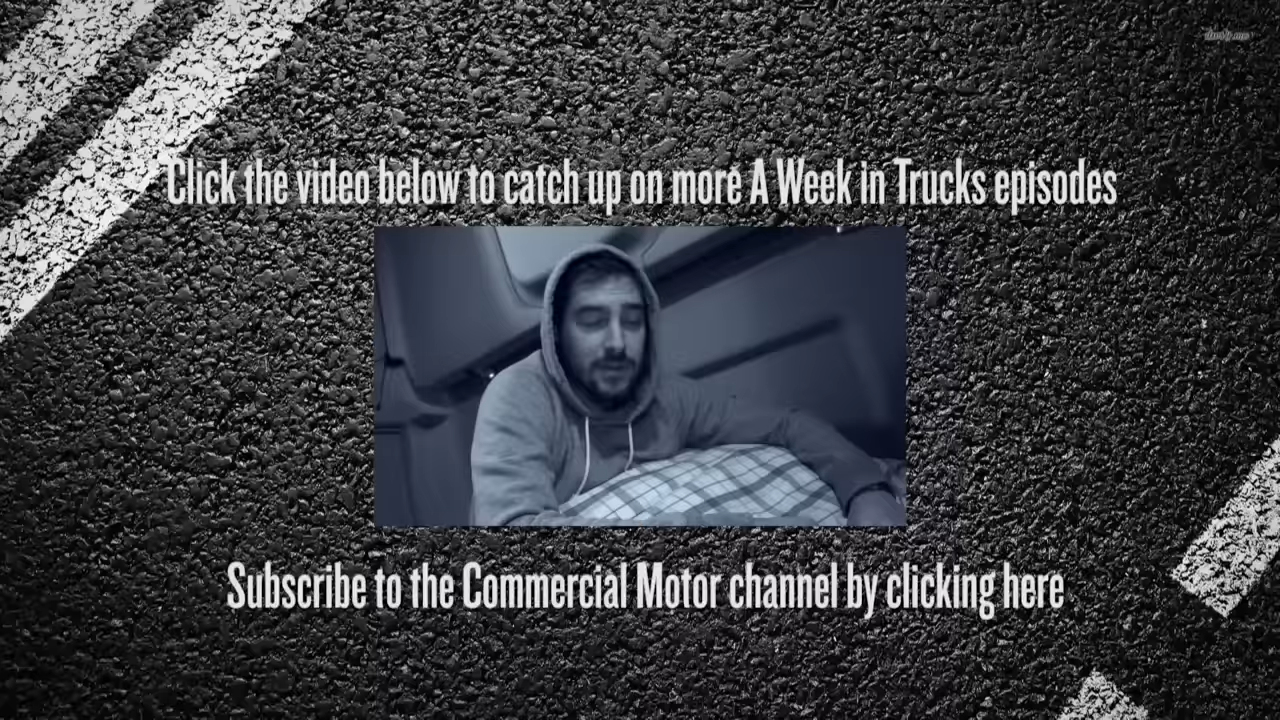 Click the video below to catch up on more A Week in Trucks episodes
Subscribe to the Commercial Motor channel by clicking here